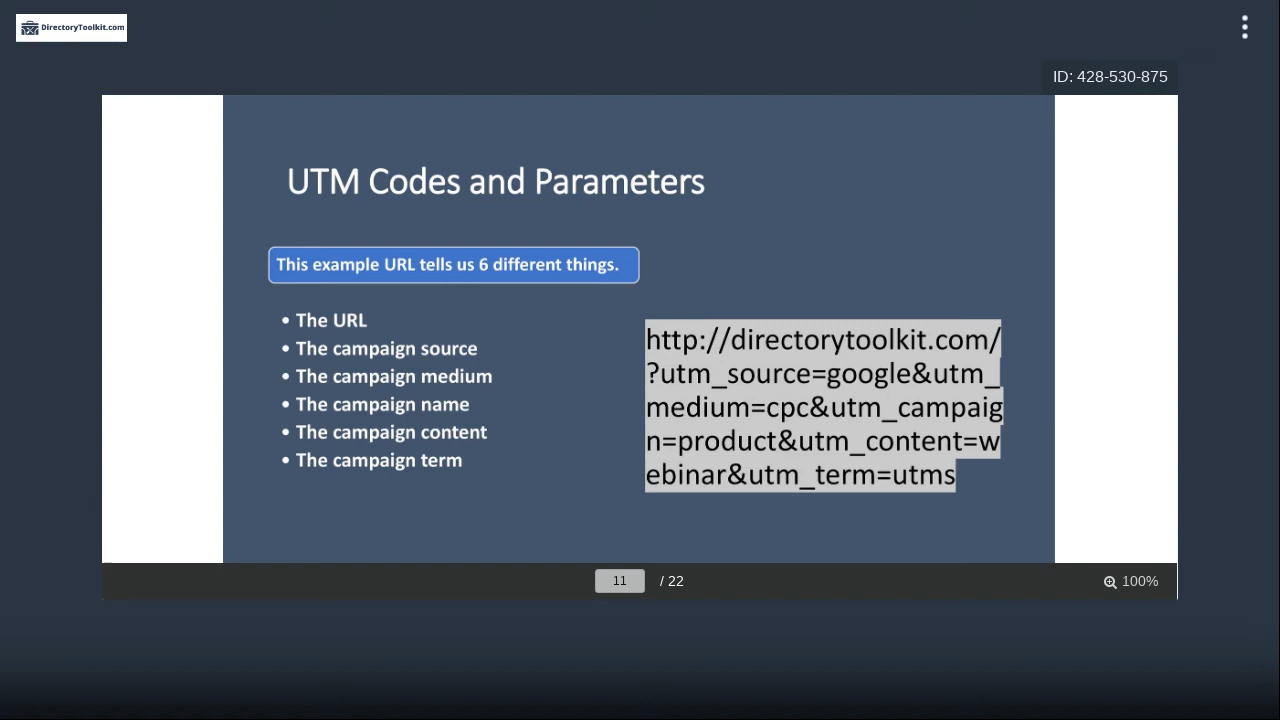 DirectoryToolkit.com
ID: 428-530-875
UTM Codes and Parameters
This example URL tells us 6 different things.
• The URL
• The campaign source
• The campaign medium
• The campaign name
• The campaign content
• The campaign term
http://directorytoolkit.com/
?utm_source=google&utm_
medium=cpc&utm_campaig
n=product&utm_content=w
ebinar&utm_term=utms
11 / 22
100%